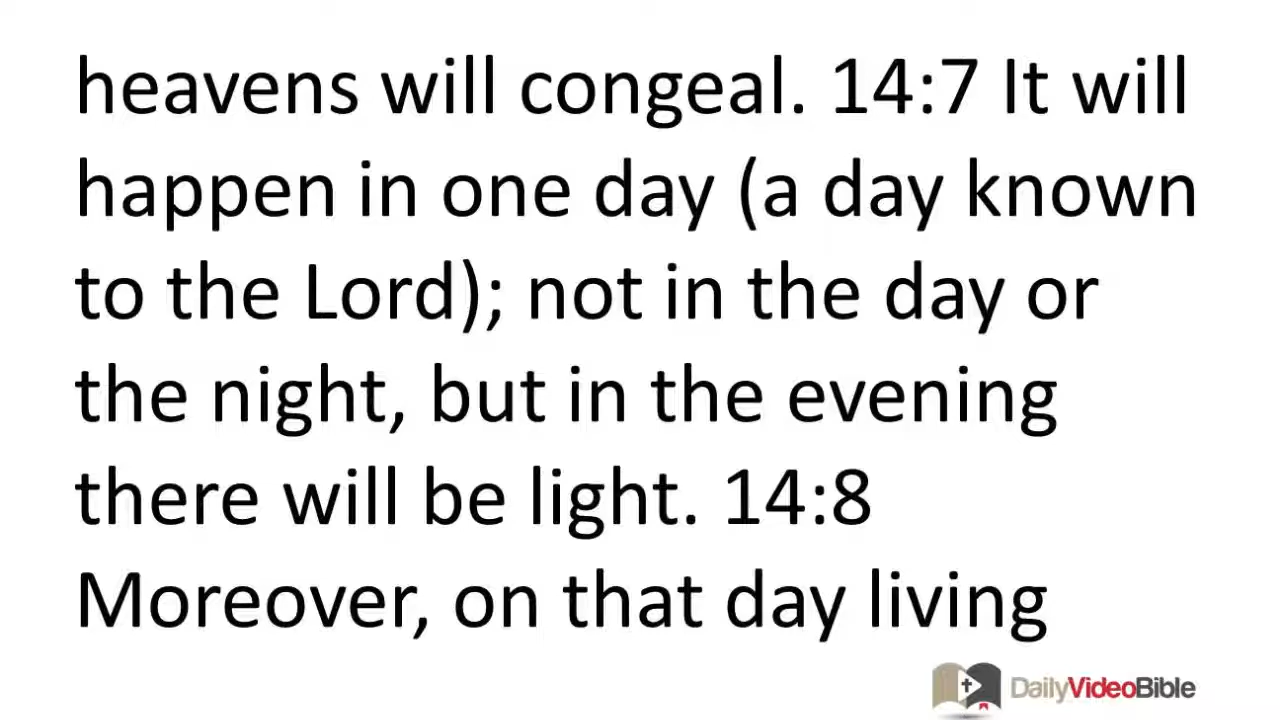 heavens will congeal. 14:7 It will
happen in one day (a day known
to the Lord); not in the day or
the night, but in the evening
there will be light. 14:8
Moreover, on that day living
DailyVideoBible